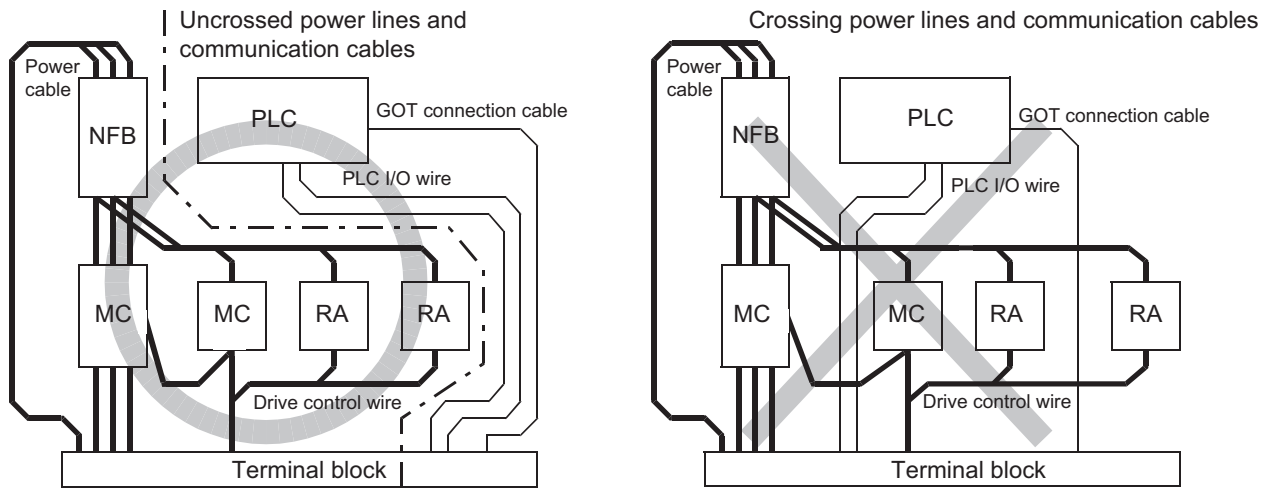 Uncrossed power lines and
communication cables
Power
cable
NFB
PLC
GOT connection cable
PLC I/O wire
MC
MC
RA
RA
Drive control wire
Terminal block
Crossing power lines and communication cables
Power
cable
NFB
PLC
GOT connection cable
PLC I/O wire
MC
MC
RA
RA
Drive control wire
Terminal block